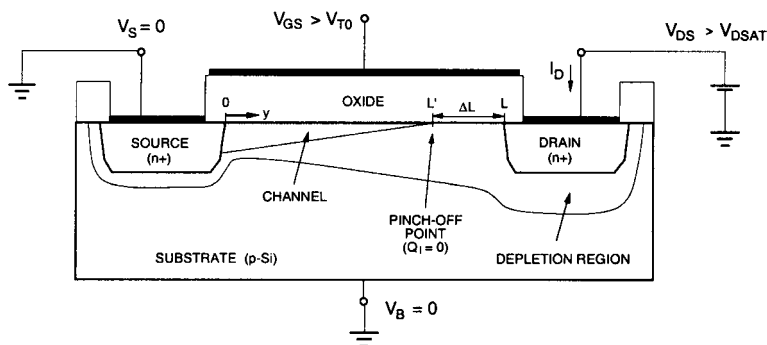 V_S = 0
V_GS > V_T0
V_DS > V_DSAT
I_D
OXIDE
0
y
L'
ΔL
L
SOURCE
(n+)
DRAIN
(n+)
CHANNEL
PINCH-OFF
POINT
(Q_I = 0)
SUBSTRATE (p-Si)
DEPLETION REGION
V_B = 0